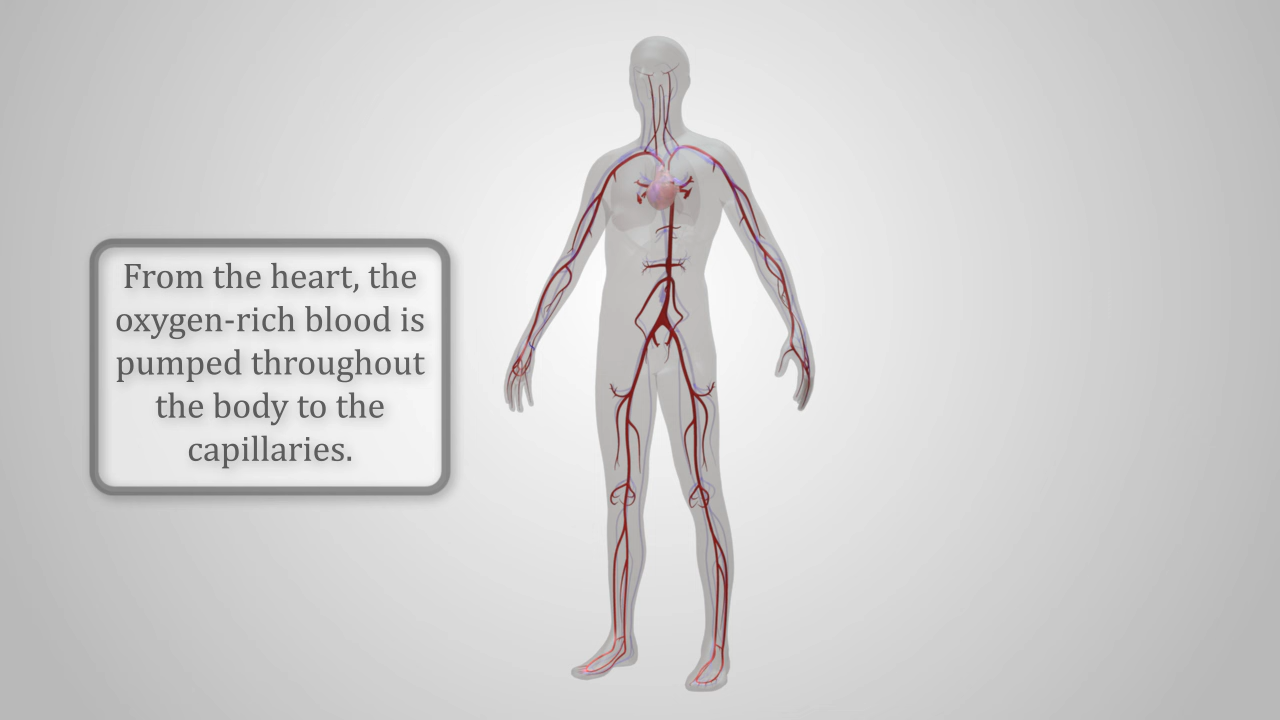 From the heart, the
oxygen-rich blood is
pumped throughout
the body to the
capillaries.